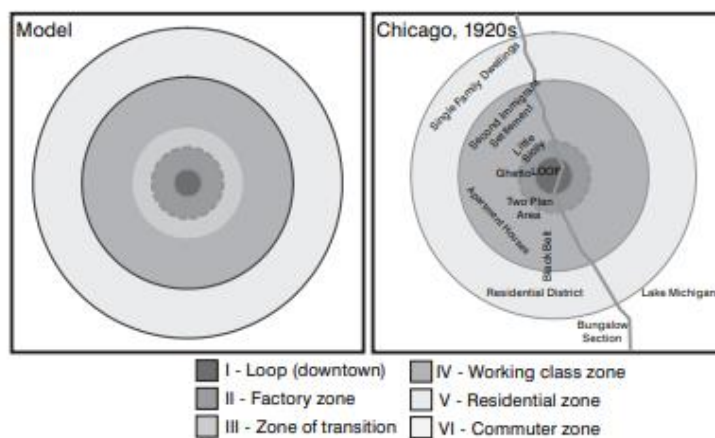 Model
Chicago, 1920s
Single Family Dwellings
Second Immigrant
Settlement
Little
Sicily
Ghetto
LOOP
Two Plan
Area
Apartment Houses
Black Belt
Residential District
Lake Michigan
Bungalow
Section
I - Loop (downtown)
II - Factory zone
III - Zone of transition
IV - Working class zone
V - Residential zone
VI - Commuter zone